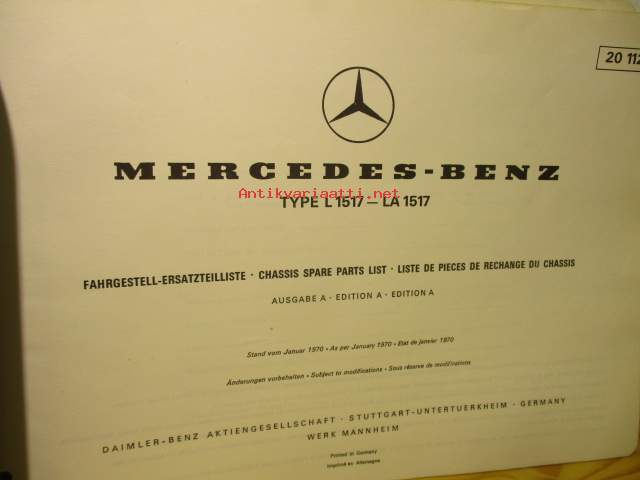 20 112
MERCEDES-BENZ
Antikvariaatti.net
TYPE L 1517 – LA 1517
FAHRGESTELL-ERSATZTEILLISTE · CHASSIS SPARE PARTS LIST · LISTE DE PIECES DE RECHANGE DU CHASSIS
AUSGABE A · EDITION A · EDITION A
Stand vom Januar 1970 • As per January 1970 • Etat de janvier 1970
Änderungen vorbehalten • Subject to modifications • Sous réserve de modifications
DAIMLER-BENZ AKTIENGESELLSCHAFT · STUTTGART-UNTERTUERKHEIM · GERMANY
WERK MANNHEIM
Printed in Germany
Imprimé en Allemagne